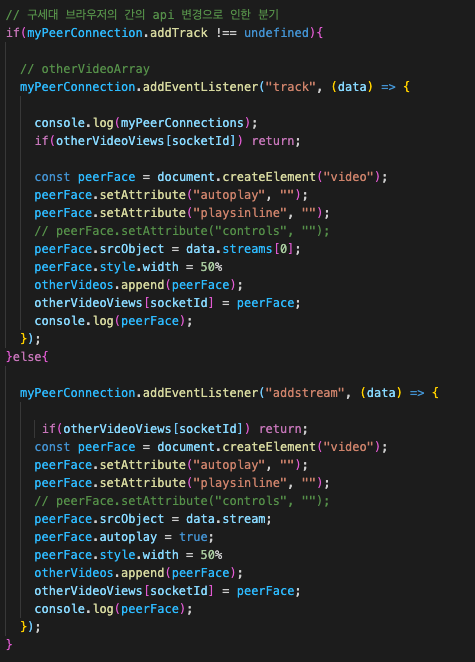 // 구세대 브라우저의 간의 api 변경으로 인한 분기
if(myPeerConnection.addTrack !== undefined){
// otherVideoArray
myPeerConnection.addEventListener("track", (data) => {
console.log(myPeerConnections);
if(otherVideoViews[socketId]) return;
const peerFace = document.createElement("video");
peerFace.setAttribute("autoplay", "");
peerFace.setAttribute("playsinline", "");
// peerFace.setAttribute("controls", "");
peerFace.srcObject = data.streams[0];
peerFace.style.width = 50%
otherVideos.append(peerFace);
otherVideoViews[socketId] = peerFace;
console.log(peerFace);
});
}else{
myPeerConnection.addEventListener("addstream", (data) => {
if(otherVideoViews[socketId]) return;
const peerFace = document.createElement("video");
peerFace.setAttribute("autoplay", "");
peerFace.setAttribute("playsinline", "");
// peerFace.setAttribute("controls", "");
peerFace.srcObject = data.stream;
peerFace.autoplay = true;
peerFace.style.width = 50%
otherVideos.append(peerFace);
otherVideoViews[socketId] = peerFace;
console.log(peerFace);
});
}